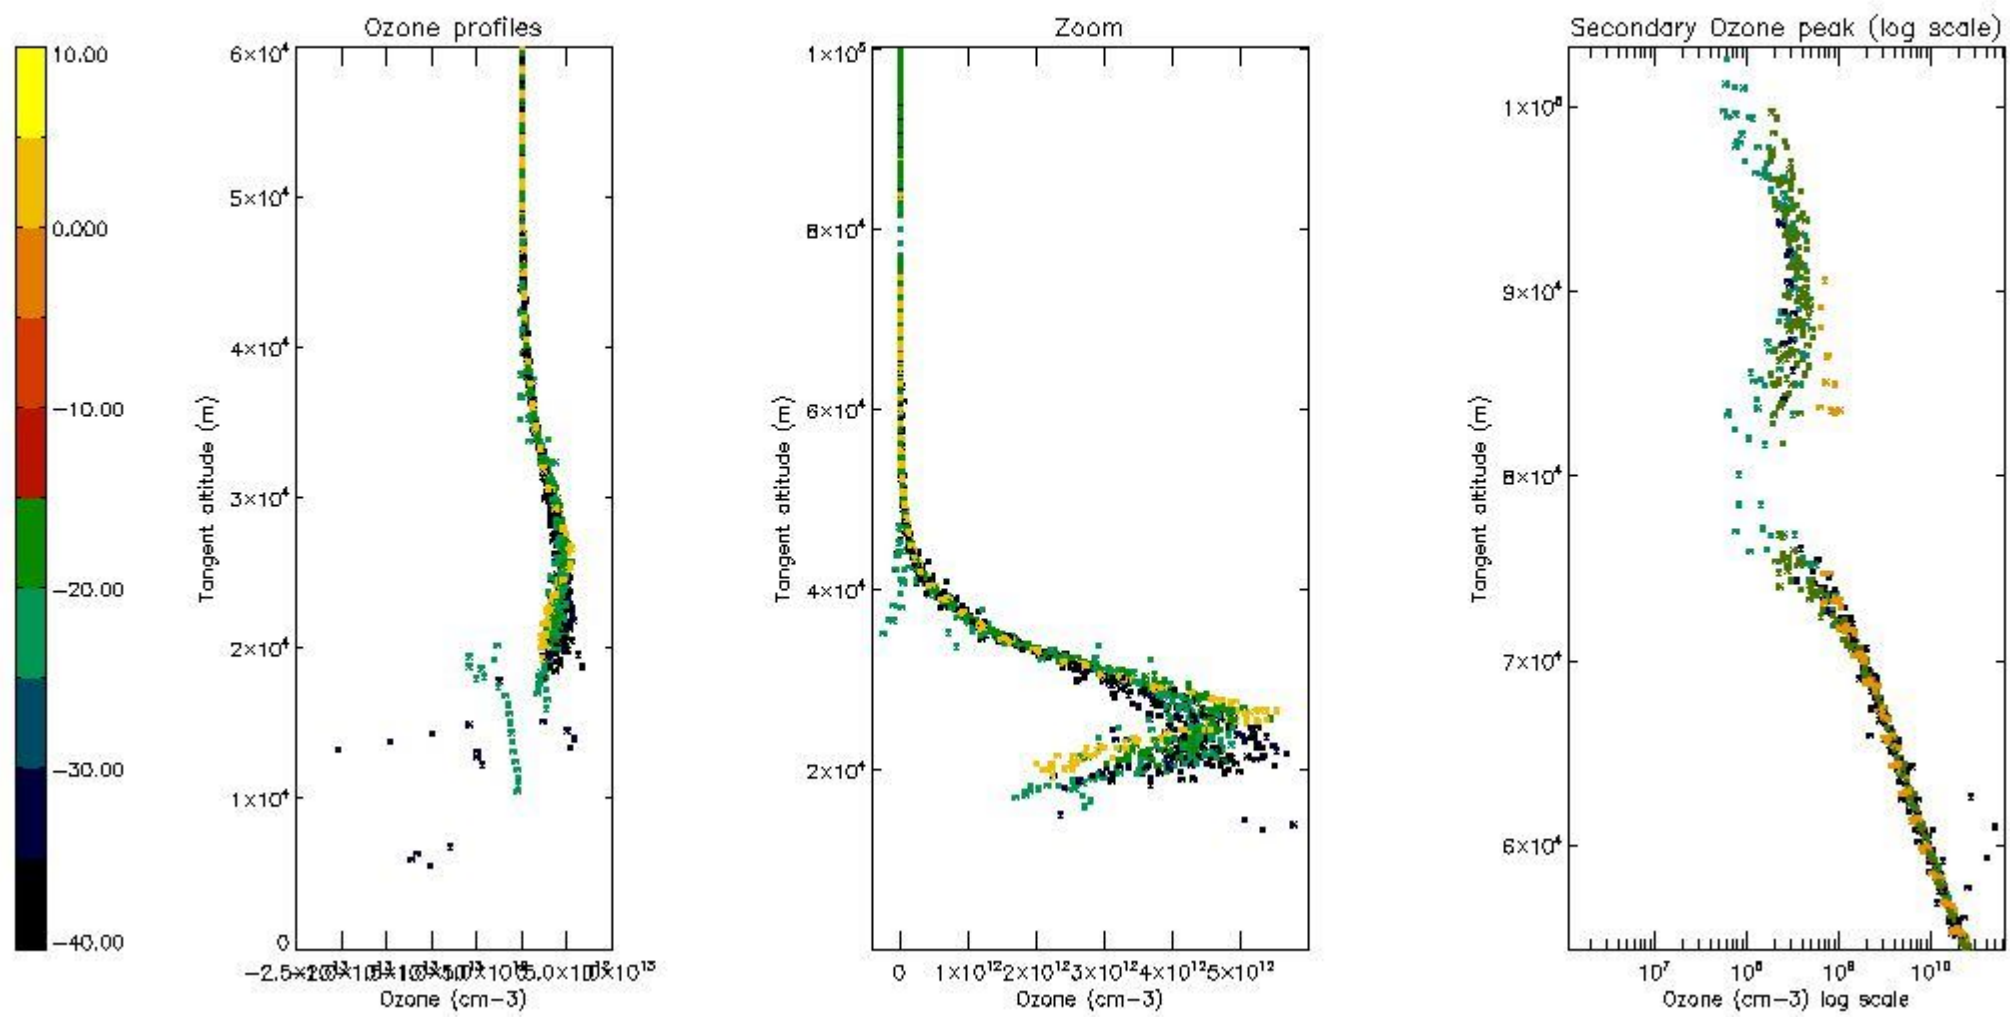 Ozone profiles
Zoom
Secondary Ozone peak (log scale)
10.00
0.000
−10.00
−20.00
−30.00
−40.00
6×10⁴
5×10⁴
4×10⁴
3×10⁴
2×10⁴
1×10⁴
0
Tangent altitude (m)
Ozone (cm−3)
1×10⁵
8×10⁴
6×10⁴
4×10⁴
2×10⁴
Tangent altitude (m)
0 1×10¹² 2×10¹² 3×10¹² 4×10¹² 5×10¹²
Ozone (cm−3)
9×10⁴
8×10⁴
7×10⁴
6×10⁴
Tangent altitude (m)
10⁷ 10⁸ 10⁹ 10¹⁰
Ozone (cm−3) log scale